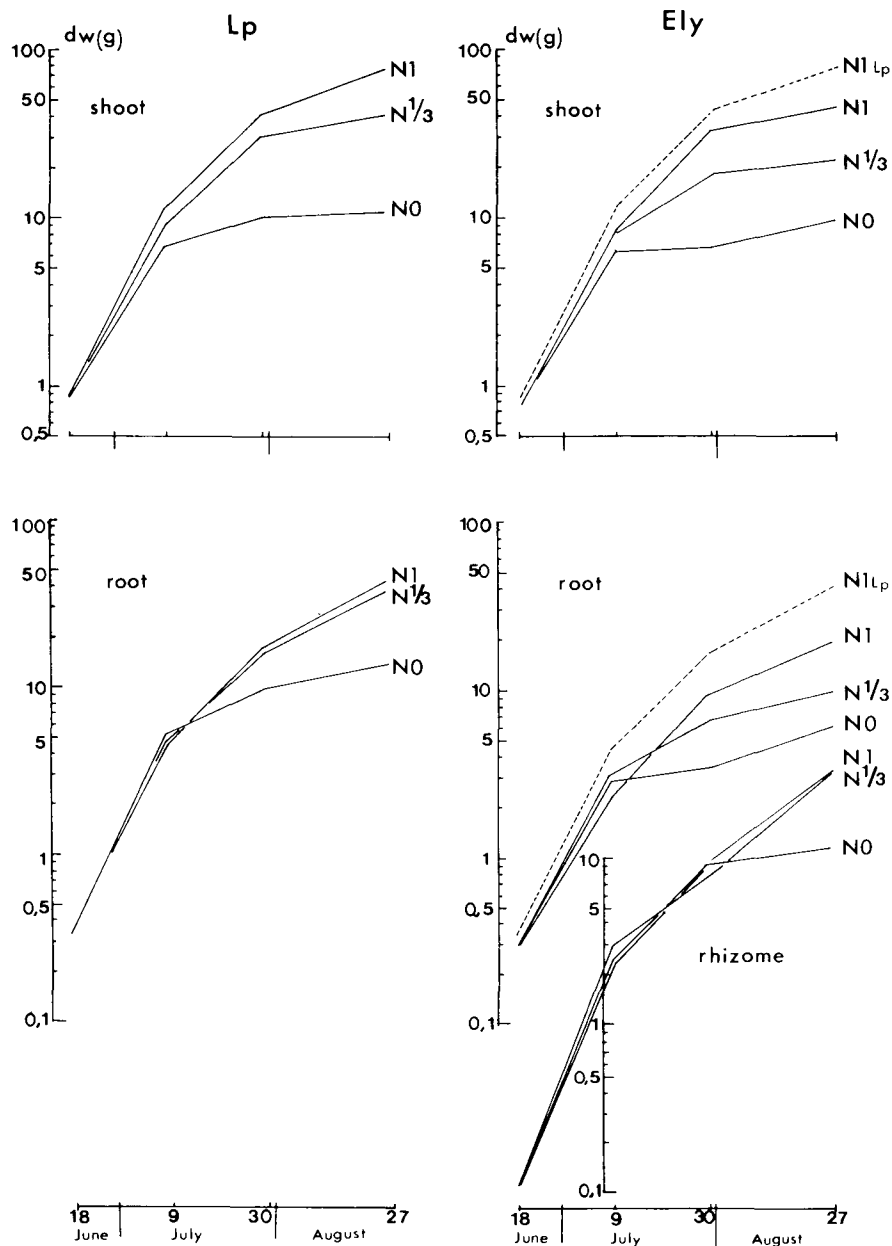 Lp
Ely
dw(g)
100
50
10
5
1
0,5
shoot
N1
N1/3
N0
dw(g)
100
50
10
5
1
0,5
shoot
N1 Lp
N1
N1/3
N0
100
50
10
5
1
0,5
0,1
root
N1
N1/3
N0
100
50
10
5
1
0,5
0,1
root
N1 Lp
N1
N1/3
N0
N1
N1/3
N0
10
5
1
0,5
0,1
rhizome
18 9 30 27
June July August
18 9 30 27
June July August